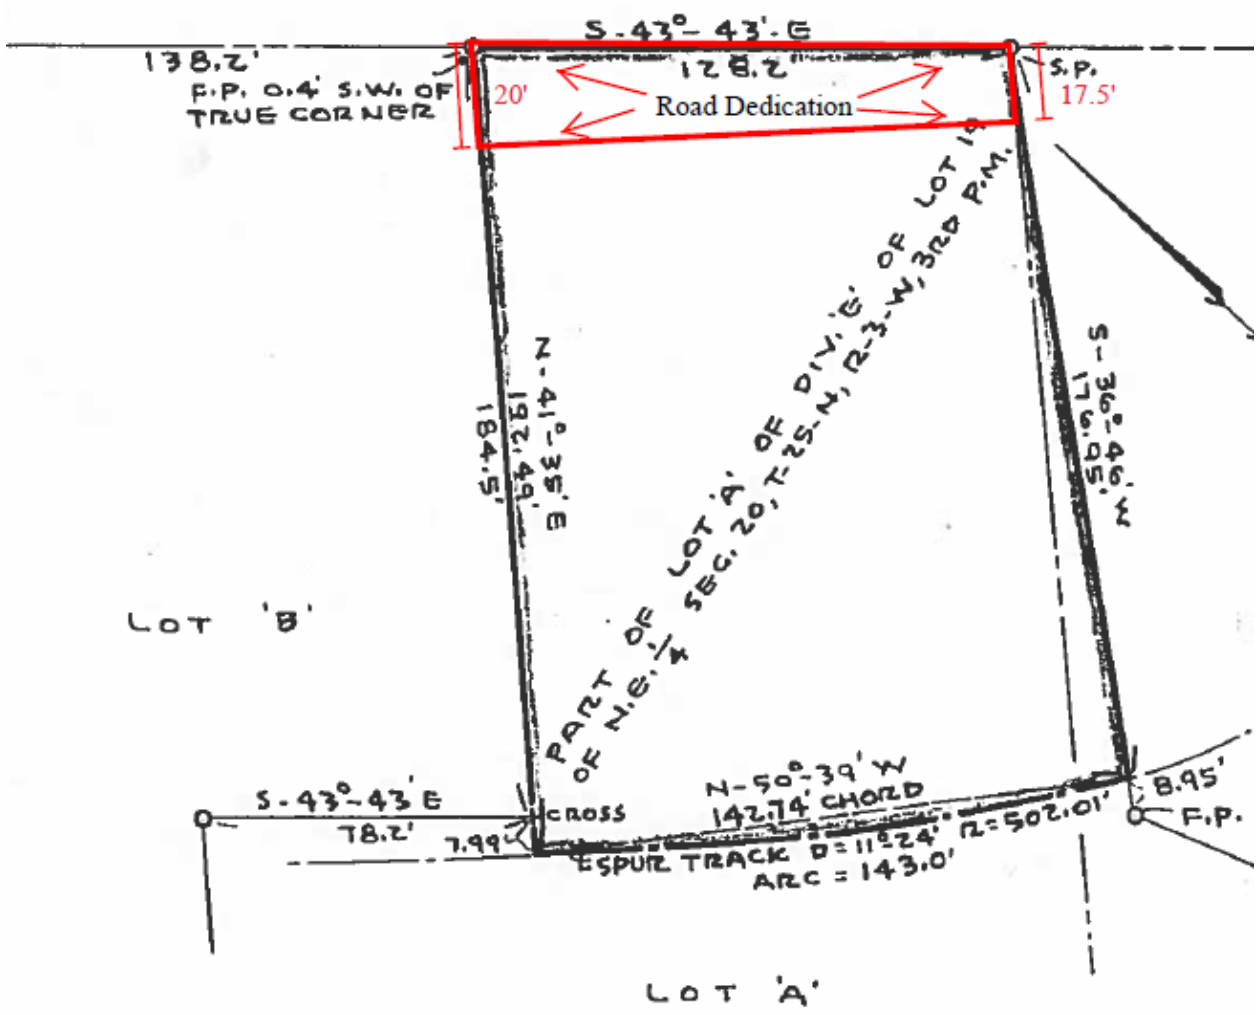 S-43°-43'-E
138.2'
128.2
S.P.
F.P. 0.4' S.W. OF
TRUE CORNER
20'
Road Dedication
17.5'
PART OF LOT 'A' OF DIV. 'E' OF LOT 19
OF N.E. 1/4 SEC. 20, T-25-N, R-3-W, 3RD P.M.
N-41°-35' E
192.49'
184.5'
S-36°-46' W
176.95'
LOT 'B'
S-43°-43' E
78.2'
CROSS
7.99'
N-50°-39' W
142.74' CHORD
8.95'
F.P.
SPUR TRACK D=11°24' R=502.01'
ARC = 143.0'
LOT 'A'